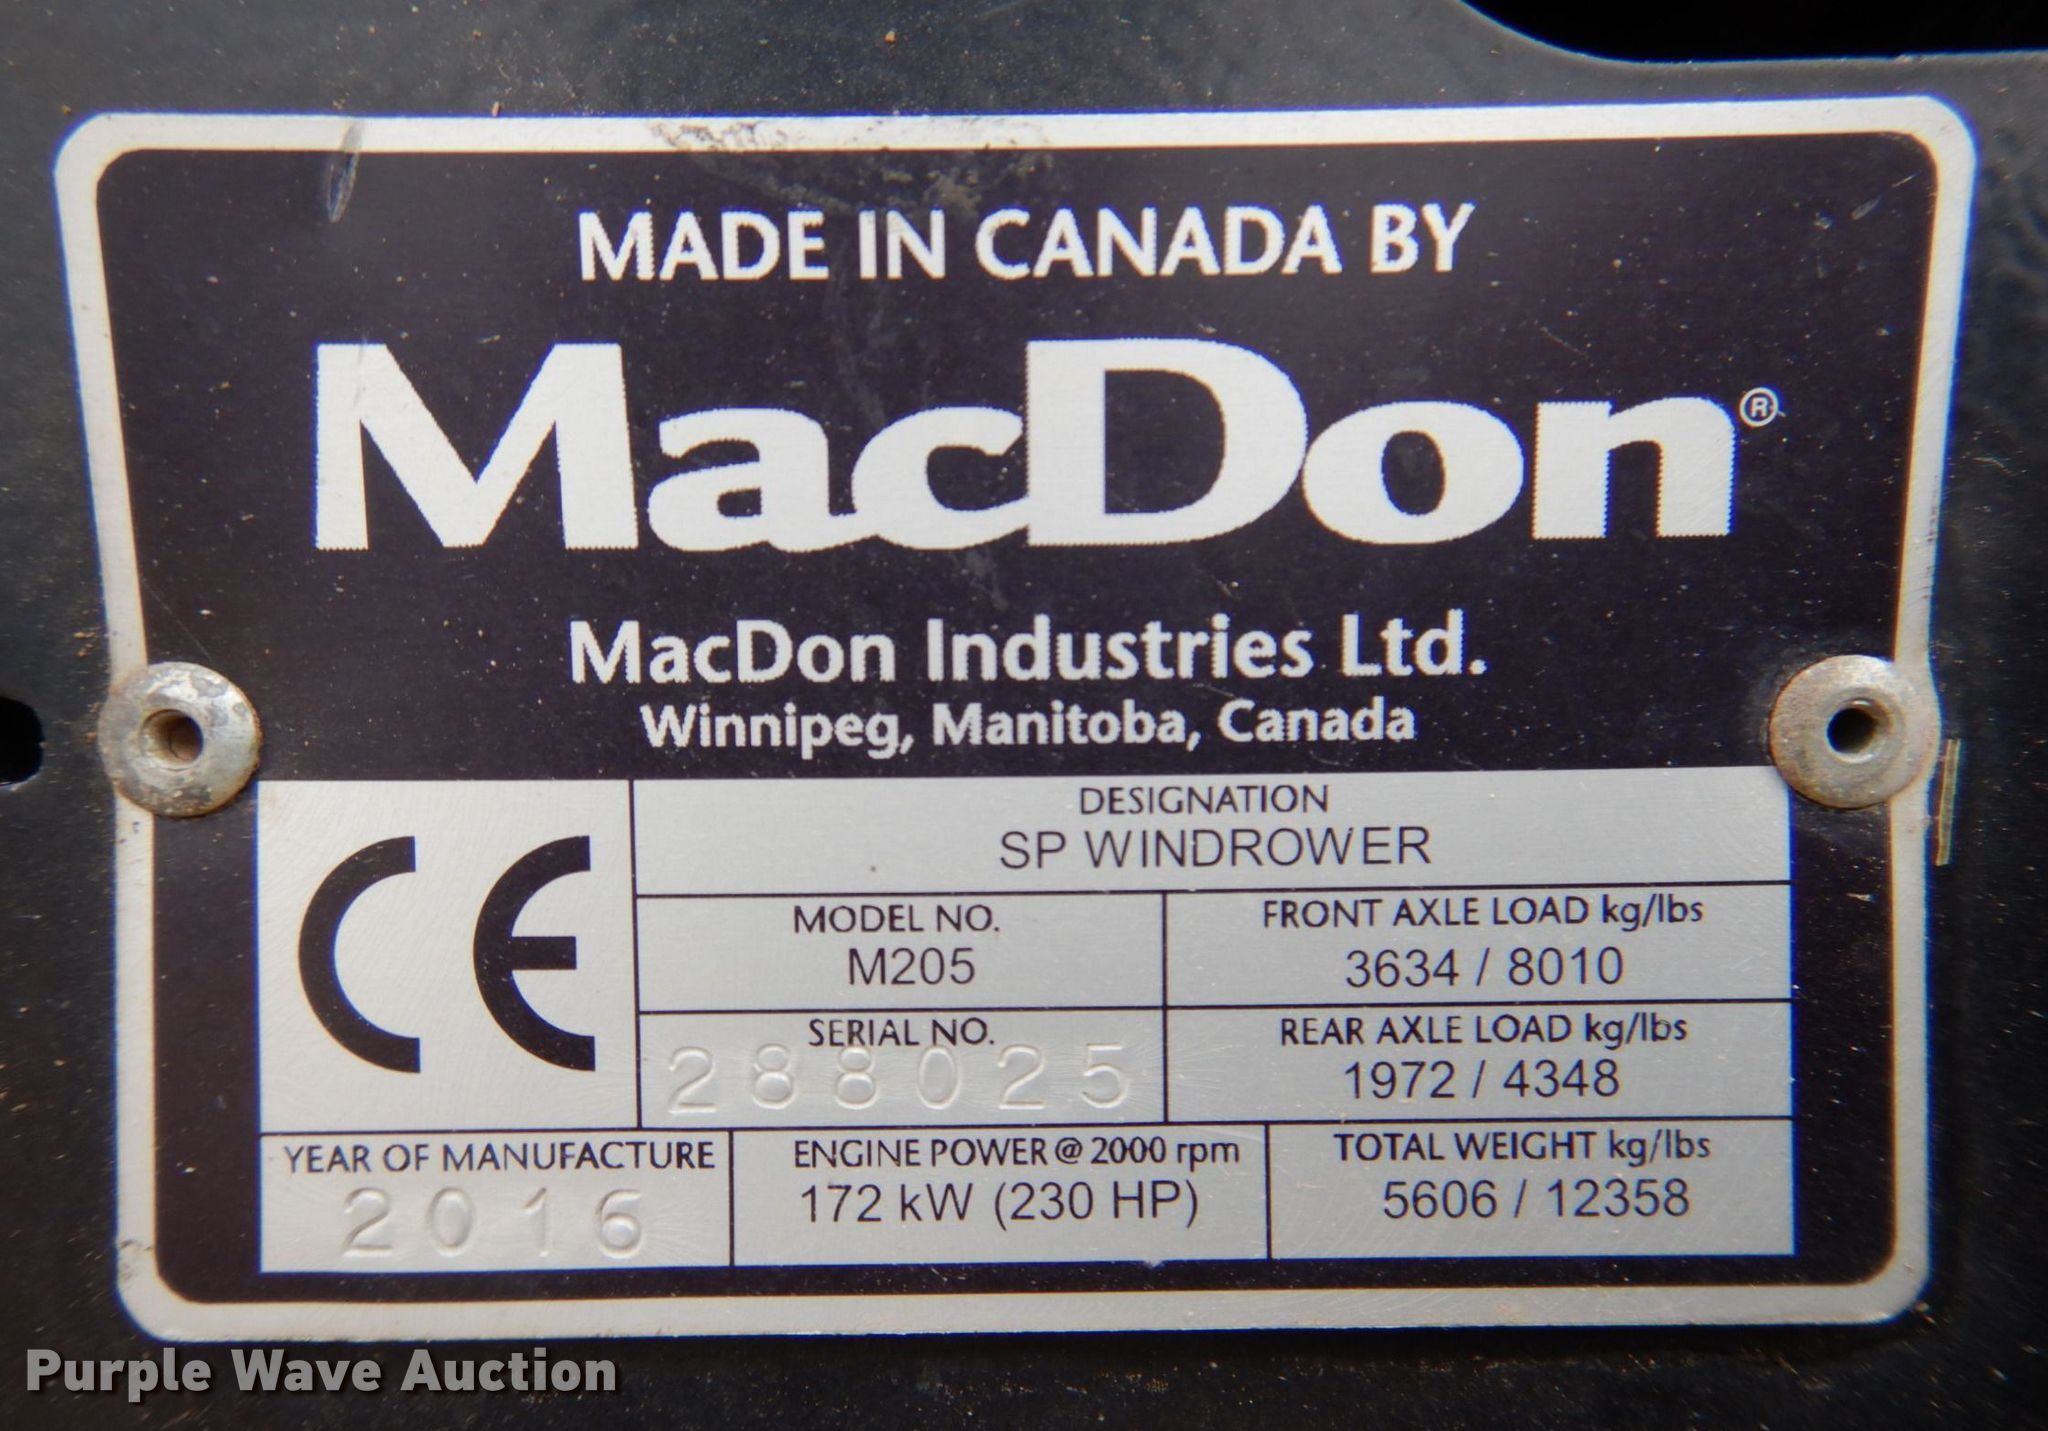 MADE IN CANADA BY
MacDon®
MacDon Industries Ltd.
Winnipeg, Manitoba, Canada
CE
DESIGNATION
SP WINDROWER
MODEL NO.
M205
FRONT AXLE LOAD kg/lbs
3634 / 8010
SERIAL NO.
288025
REAR AXLE LOAD kg/lbs
1972 / 4348
YEAR OF MANUFACTURE
2016
ENGINE POWER @ 2000 rpm
172 kW (230 HP)
TOTAL WEIGHT kg/lbs
5606 / 12358
Purple Wave Auction